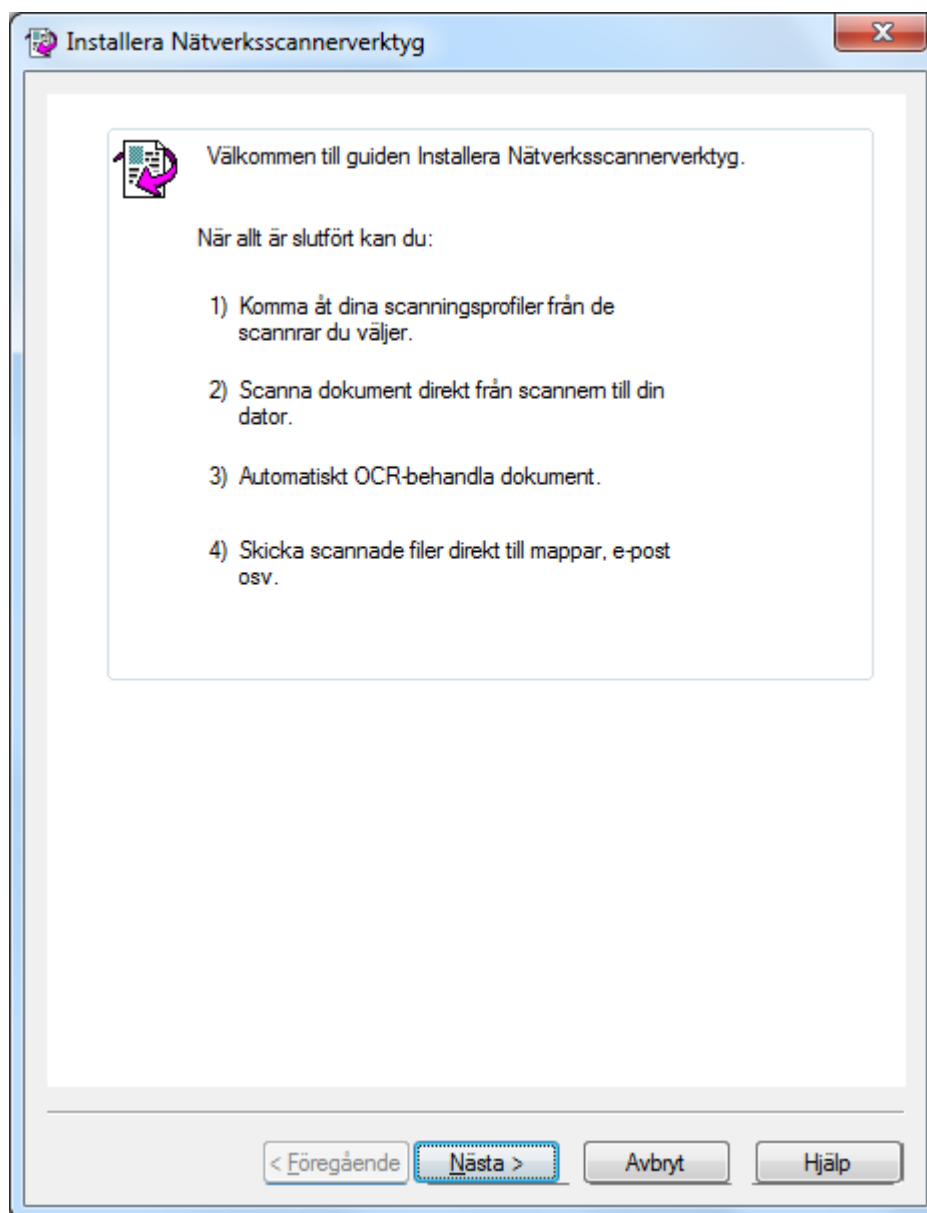 Installera Nätverksscannerverktyg
Välkommen till guiden Installera Nätverksscannerverktyg.
När allt är slutfört kan du:
1) Komma åt dina scanningsprofiler från de
scannrar du väljer.
2) Scanna dokument direkt från scannern till din
dator.
3) Automatiskt OCR-behandla dokument.
4) Skicka scannade filer direkt till mappar, e-post
osv.
< Föregående Nästa > Avbryt Hjälp